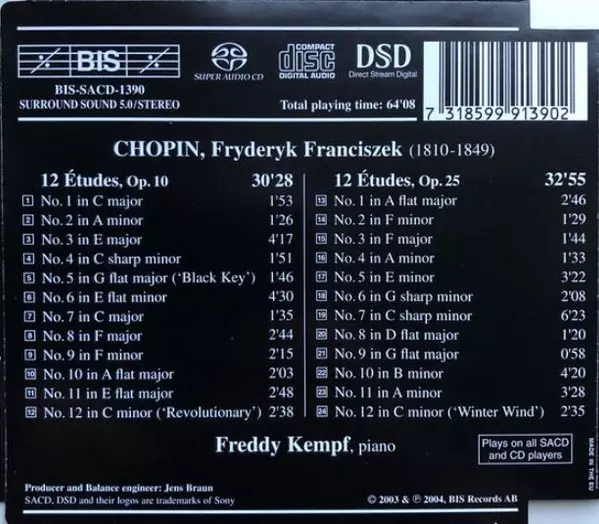 BIS
SUPER AUDIO CD
COMPACT
disc
DIGITAL AUDIO
DSD
Direct Stream Digital
BIS-SACD-1390
SURROUND SOUND 5.0/STEREO
Total playing time: 64'08
7 318599 913902
CHOPIN, Fryderyk Franciszek (1810-1849)
12 Études, Op. 10 30'28
1 No. 1 in C major 1'53
2 No. 2 in A minor 1'26
3 No. 3 in E major 4'17
4 No. 4 in C sharp minor 1'51
5 No. 5 in G flat major (‘Black Key’) 1'46
6 No. 6 in E flat minor 4'30
7 No. 7 in C major 1'35
8 No. 8 in F major 2'44
9 No. 9 in F minor 2'15
10 No. 10 in A flat major 2'03
11 No. 11 in E flat major 2'48
12 No. 12 in C minor (‘Revolutionary’) 2'38
12 Études, Op. 25 32'55
13 No. 1 in A flat major 2'46
14 No. 2 in F minor 1'29
15 No. 3 in F major 1'44
16 No. 4 in A minor 1'33
17 No. 5 in E minor 3'22
18 No. 6 in G sharp minor 2'08
19 No. 7 in C sharp minor 6'23
20 No. 8 in D flat major 1'20
21 No. 9 in G flat major 0'58
22 No. 10 in B minor 4'20
23 No. 11 in A minor 3'28
24 No. 12 in C minor (‘Winter Wind’) 2'35
Freddy Kempf, piano
Plays on all SACD
and CD players
MADE IN THE EU
Producer and Balance engineer: Jens Braun
SACD, DSD and their logos are trademarks of Sony
© 2003 & ℗ 2004, BIS Records AB